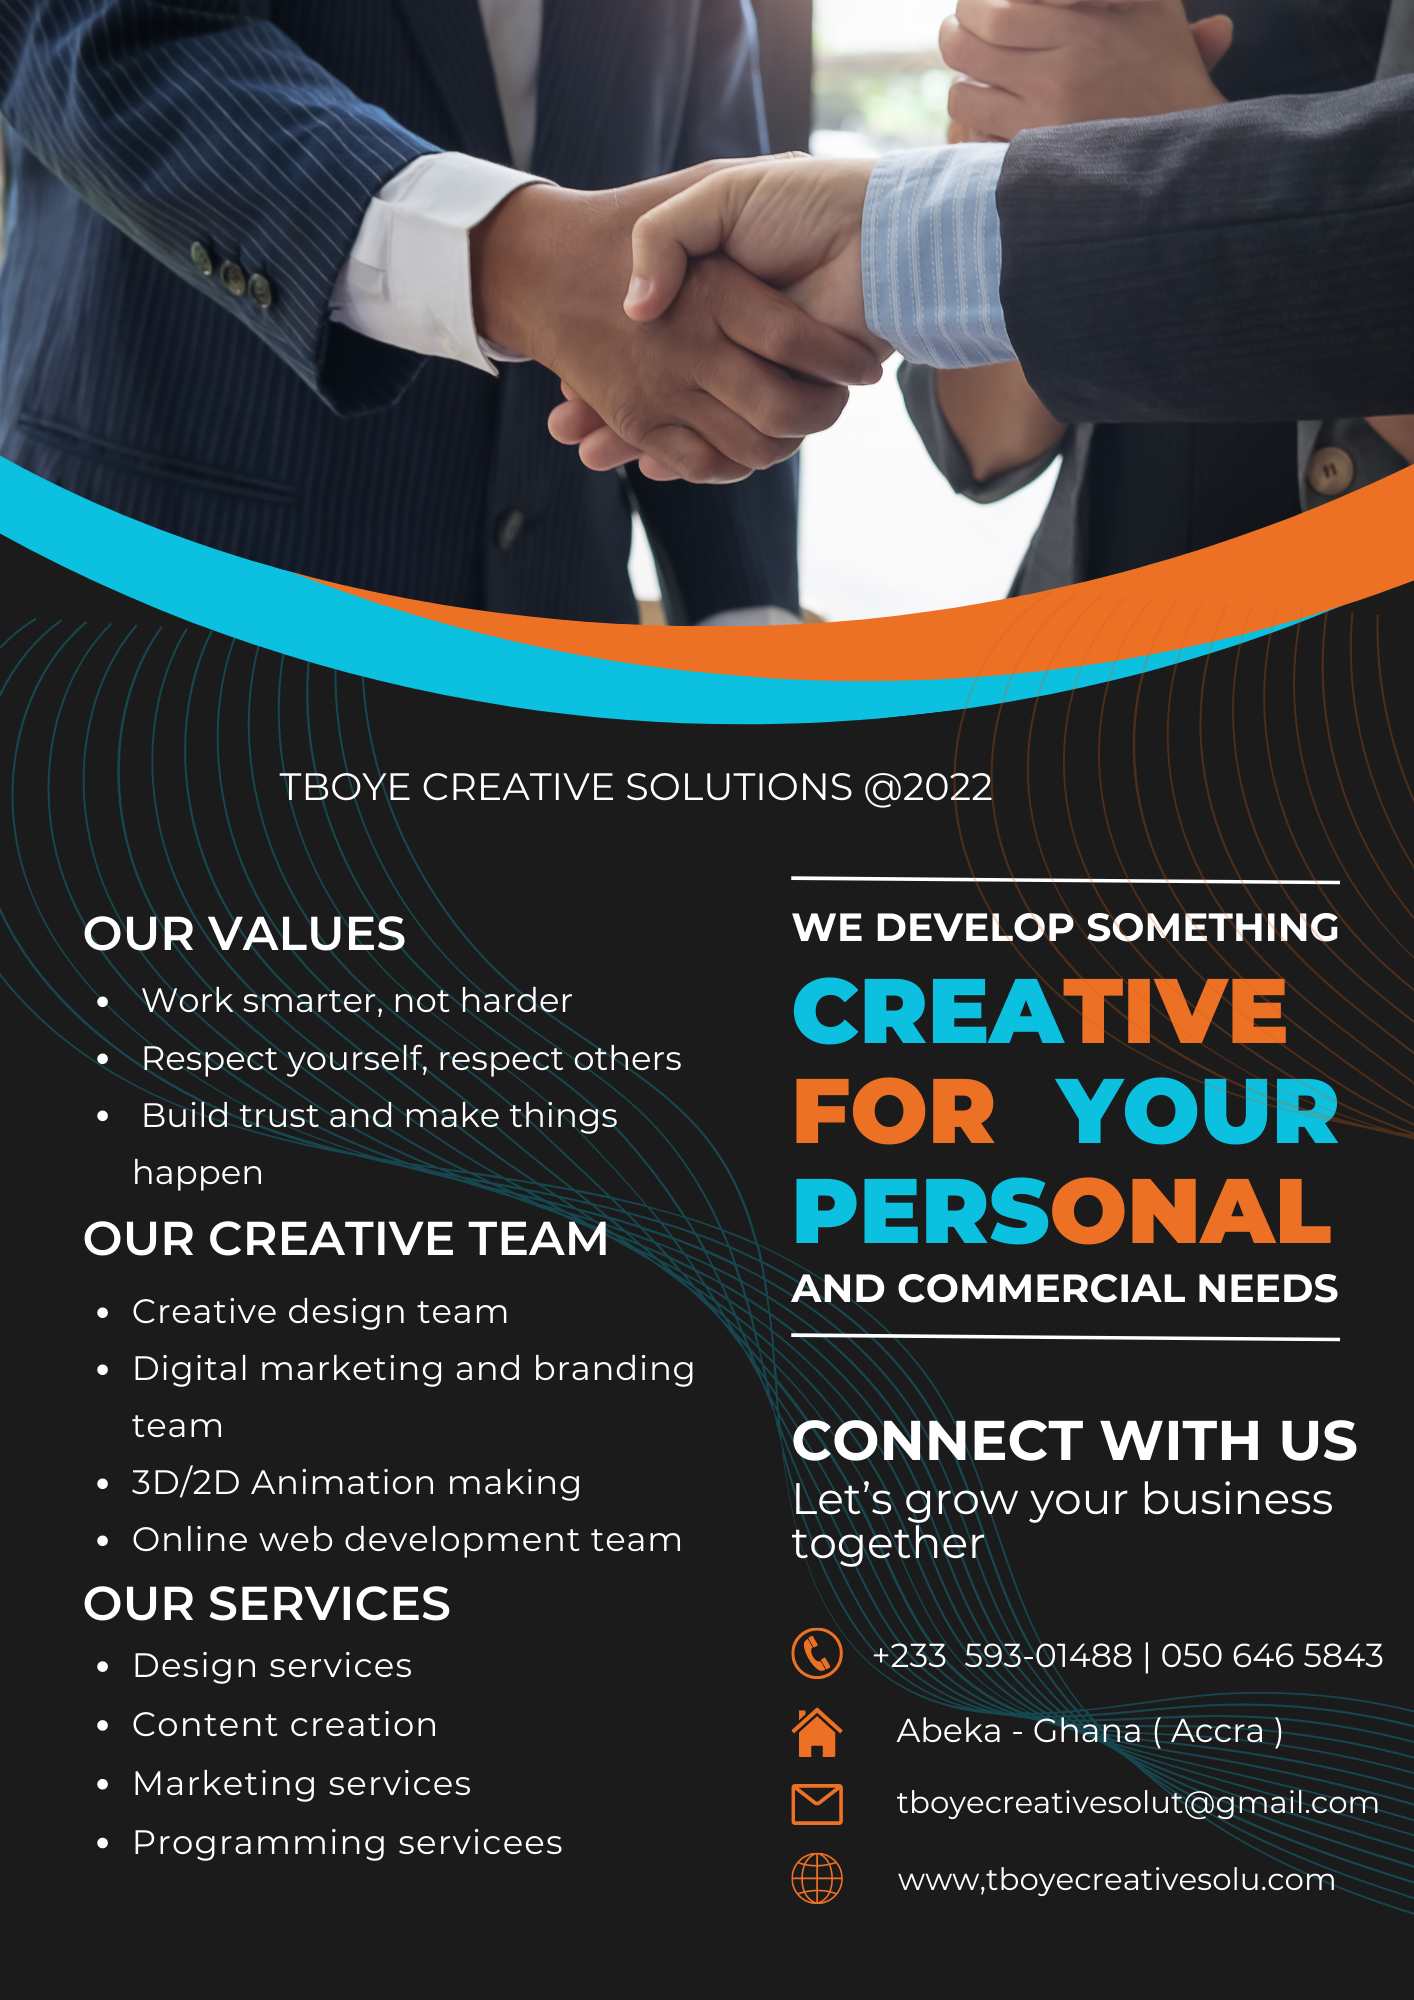 TBOYE CREATIVE SOLUTIONS @2022
OUR VALUES
• Work smarter, not harder
• Respect yourself, respect others
• Build trust and make things
happen
OUR CREATIVE TEAM
• Creative design team
• Digital marketing and branding
team
• 3D/2D Animation making
• Online web development team
OUR SERVICES
• Design services
• Content creation
• Marketing services
• Programming servicees
WE DEVELOP SOMETHING
CREATIVE
FOR YOUR
PERSONAL
AND COMMERCIAL NEEDS
CONNECT WITH US
Let’s grow your business
together
+233 593-01488 | 050 646 5843
Abeka - Ghana ( Accra )
tboyecreativesolut@gmail.com
www,tboyecreativesolu.com